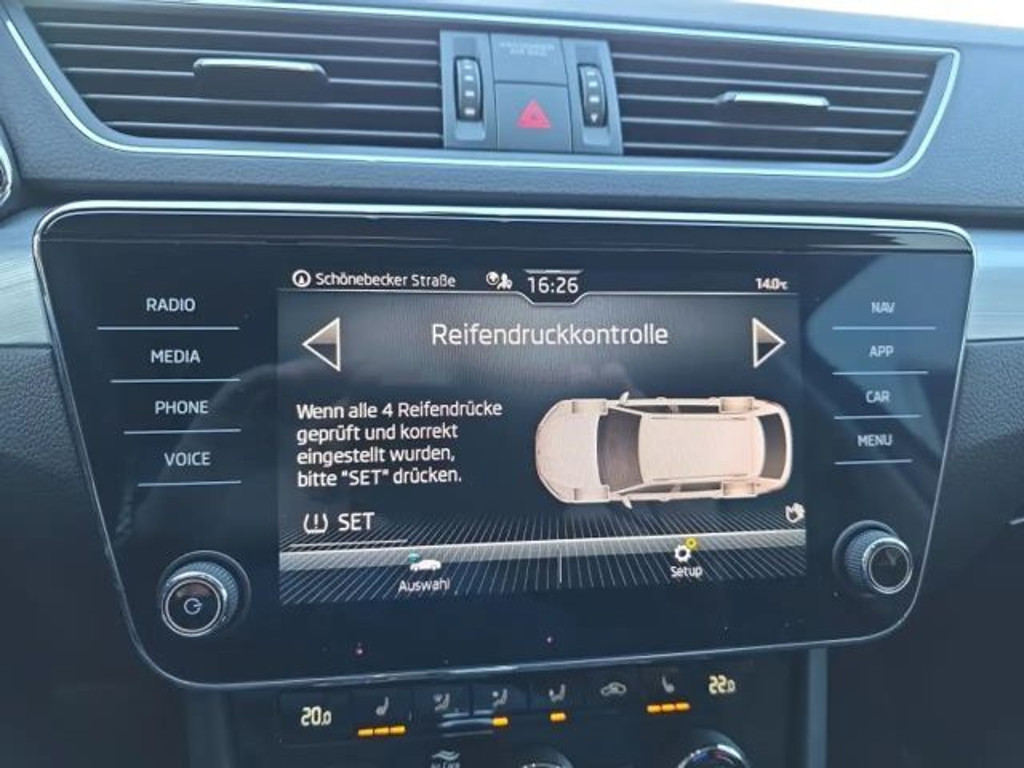 Schönebecker Straße
16:26
14.0°C
RADIO
MEDIA
PHONE
VOICE
Reifendruckkontrolle
Wenn alle 4 Reifendrücke
geprüft und korrekt
eingestellt wurden,
bitte "SET" drücken.
SET
Auswahl
Setup
NAV
APP
CAR
MENU
20.0
22.0